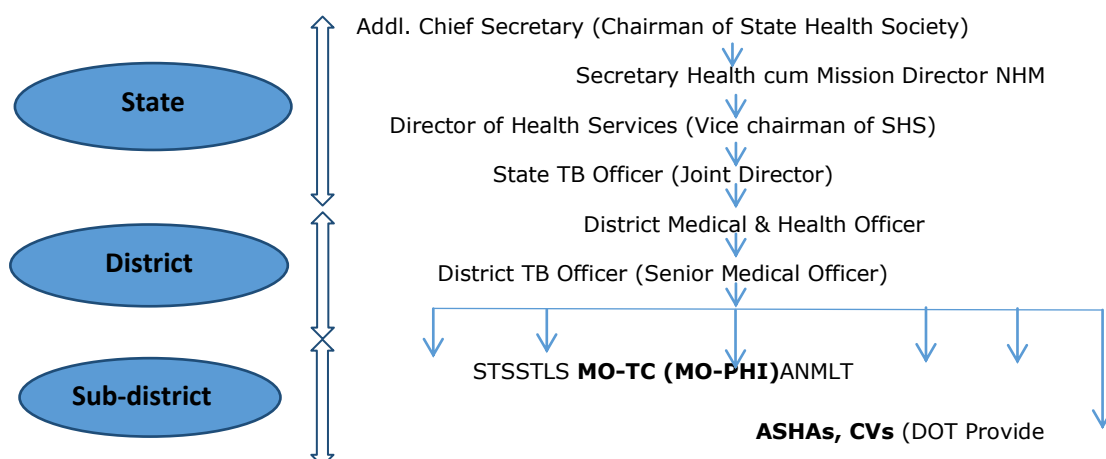 Addl. Chief Secretary (Chairman of State Health Society)
State
Secretary Health cum Mission Director NHM
Director of Health Services (Vice chairman of SHS)
State TB Officer (Joint Director)
District Medical & Health Officer
District
District TB Officer (Senior Medical Officer)
STSSTLS MO-TC (MO-PHI)ANMLT
Sub-district
ASHAs, CVs (DOT Provide